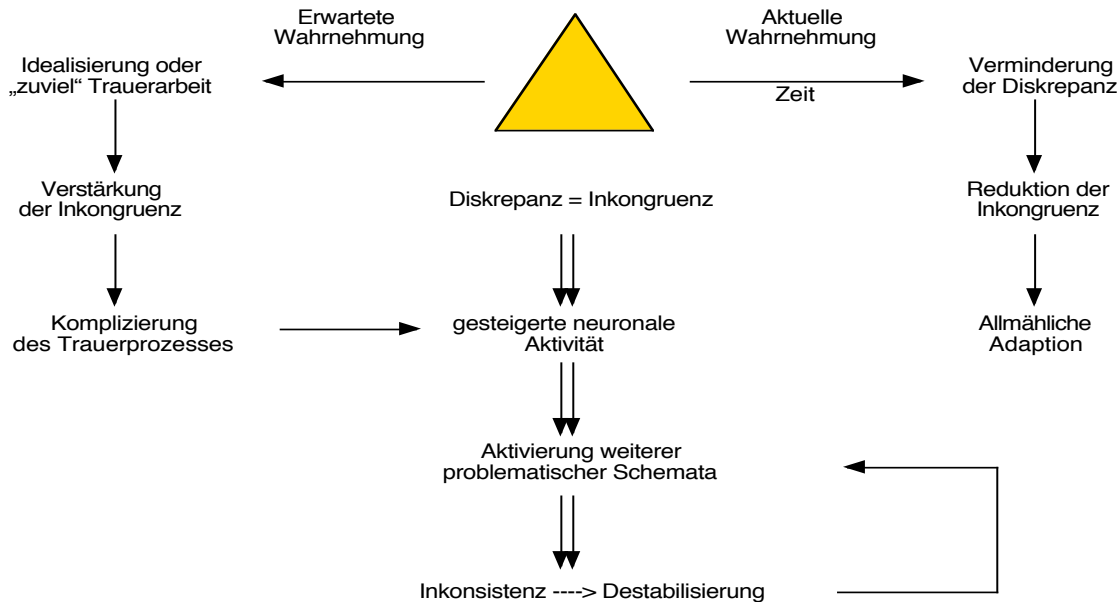 Erwartete
Wahrnehmung
Aktuelle
Wahrnehmung
Idealisierung oder
„zuviel“ Trauerarbeit
Zeit
Verminderung
der Diskrepanz
Verstärkung
der Inkongruenz
Diskrepanz = Inkongruenz
Reduktion der
Inkongruenz
Komplizierung
des Trauerprozesses
gesteigerte neuronale
Aktivität
Allmähliche
Adaption
Aktivierung weiterer
problematischer Schemata
Inkonsistenz ----> Destabilisierung